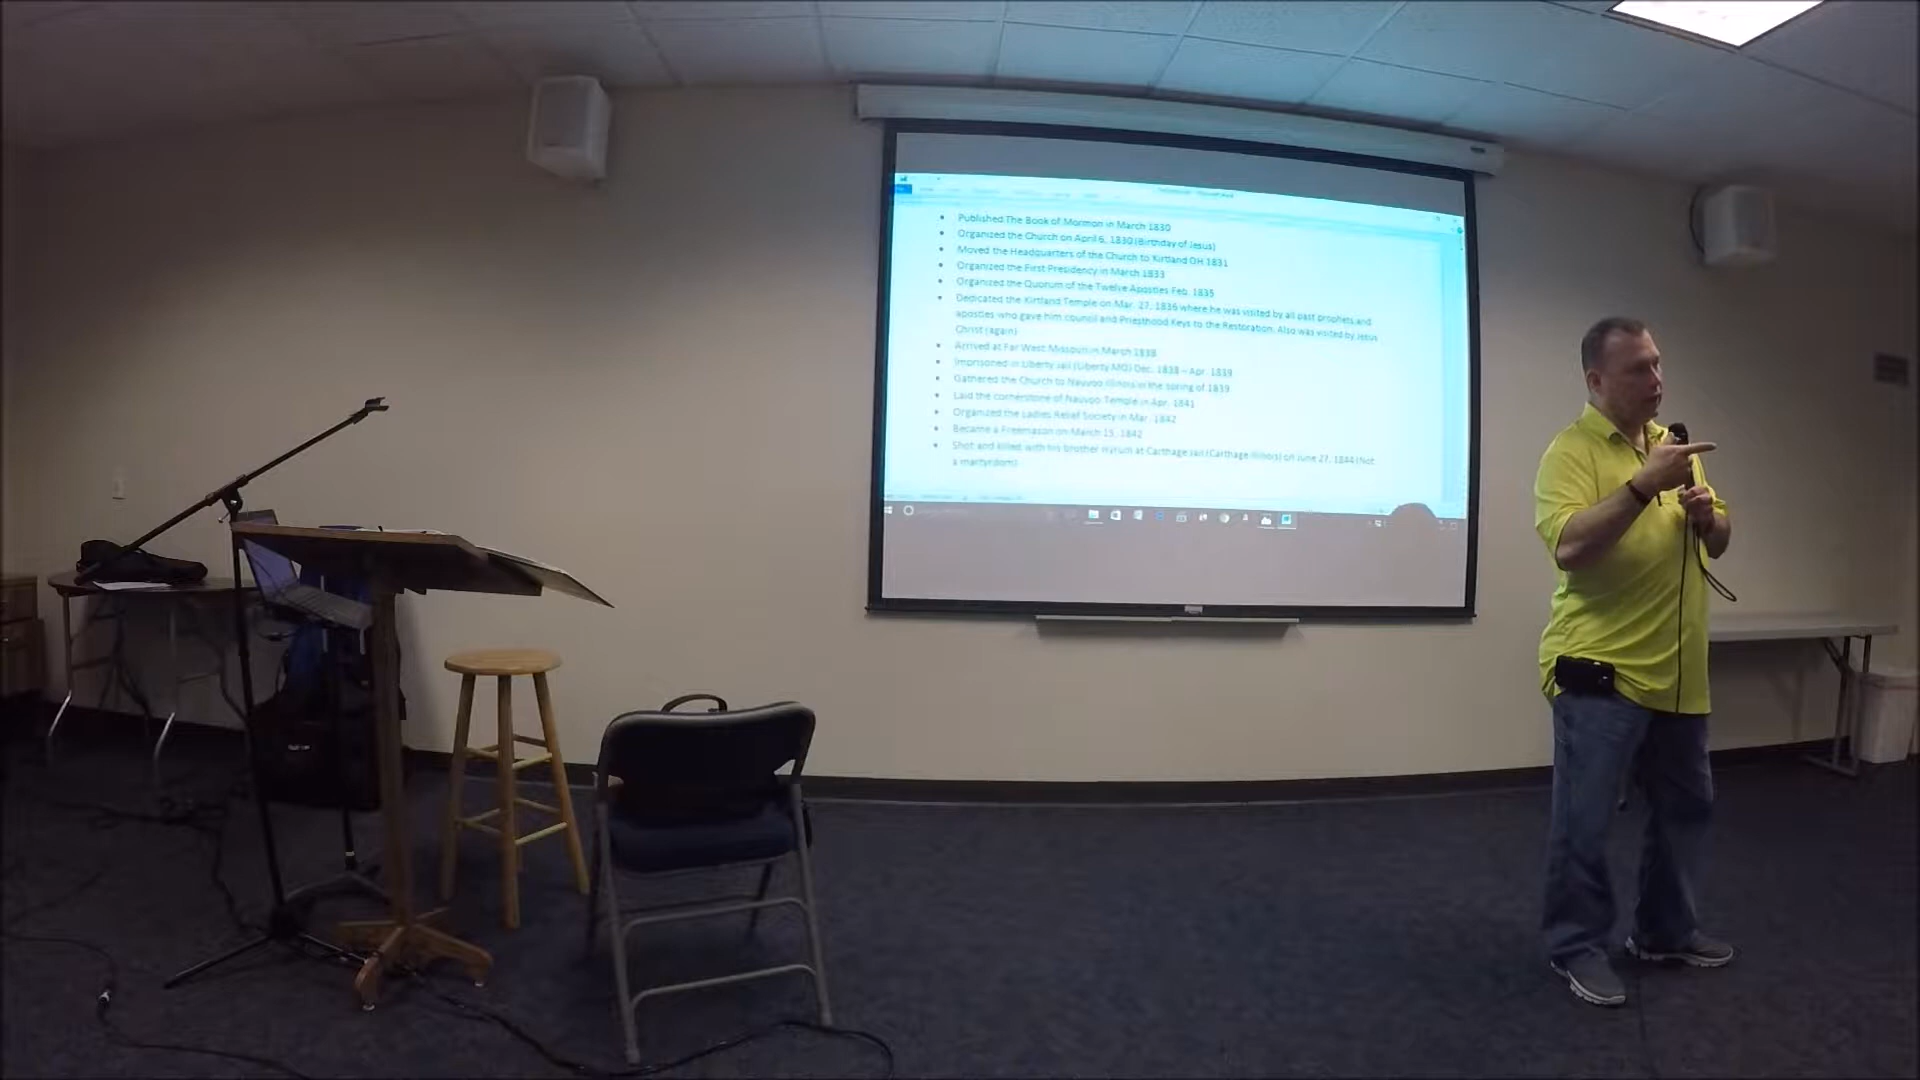 Published The Book of Mormon in March 1830
Organized the Church on April 6, 1830 (Birthday of Jesus)
Moved the Headquarters of the Church to Kirtland OH 1831
Organized the First Presidency in March 1833
Organized the Quorum of the Twelve Apostles Feb. 1835
Dedicated the Kirtland Temple on Mar. 27, 1836 where he was visited by all past prophets and
apostles who gave him council and Priesthood Keys to the Restoration. Also was visited by Jesus
Christ (again)
Arrived at Far West Missouri in March 1838
Imprisoned in Liberty Jail (Liberty MO) Dec. 1838 – Apr. 1839
Gathered the Church to Nauvoo Illinois in the spring of 1839
Laid the cornerstone of Nauvoo Temple in Apr. 1841
Organized the Ladies Relief Society in Mar. 1842
Became a Freemason on March 15, 1842
Shot and killed with his brother Hyrum at Carthage Jail (Carthage Illinois) on June 27, 1844 (Not
a martyrdom)